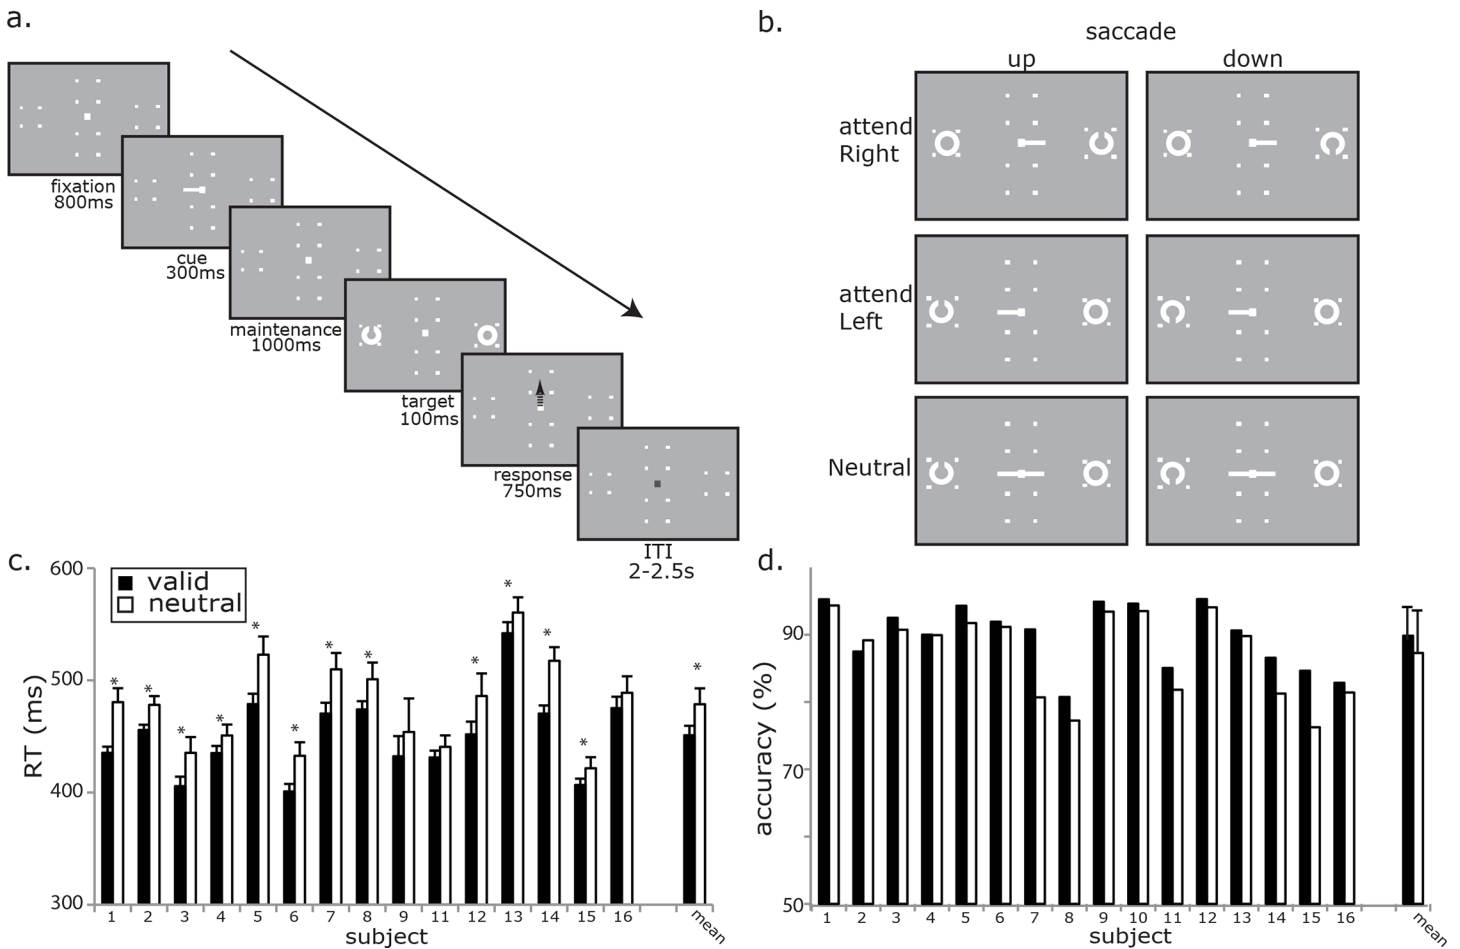 a.
fixation
800ms
cue
300ms
maintenance
1000ms
target
100ms
response
750ms
ITI
2-2.5s
b.
saccade
up
down
attend
Right
attend
Left
Neutral
c.
valid
neutral
RT (ms)
600
500
400
300
* * * * * * * * * * * * *
1 2 3 4 5 6 7 8 9 11 12 13 14 15 16 mean
subject
d.
accuracy (%)
90
70
50
1 2 3 4 5 6 7 8 9 10 11 12 13 14 15 16 mean
subject